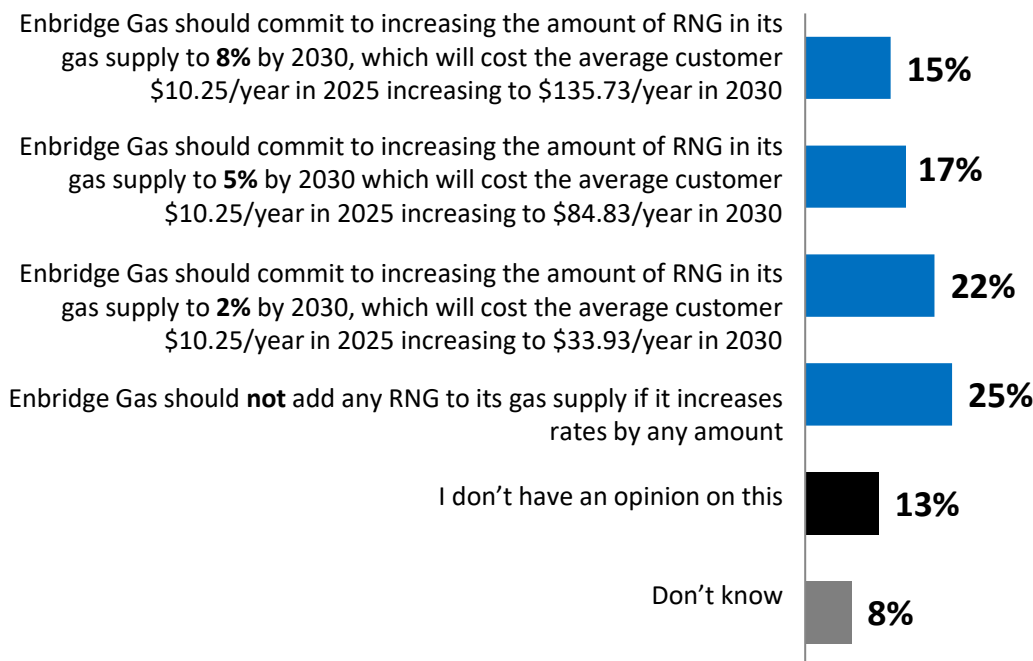 Enbridge Gas should commit to increasing the amount of RNG in its
gas supply to 8% by 2030, which will cost the average customer
$10.25/year in 2025 increasing to $135.73/year in 2030
15%
Enbridge Gas should commit to increasing the amount of RNG in its
gas supply to 5% by 2030 which will cost the average customer
$10.25/year in 2025 increasing to $84.83/year in 2030
17%
Enbridge Gas should commit to increasing the amount of RNG in its
gas supply to 2% by 2030, which will cost the average customer
$10.25/year in 2025 increasing to $33.93/year in 2030
22%
Enbridge Gas should not add any RNG to its gas supply if it increases
rates by any amount
25%
I don’t have an opinion on this
13%
Don’t know
8%